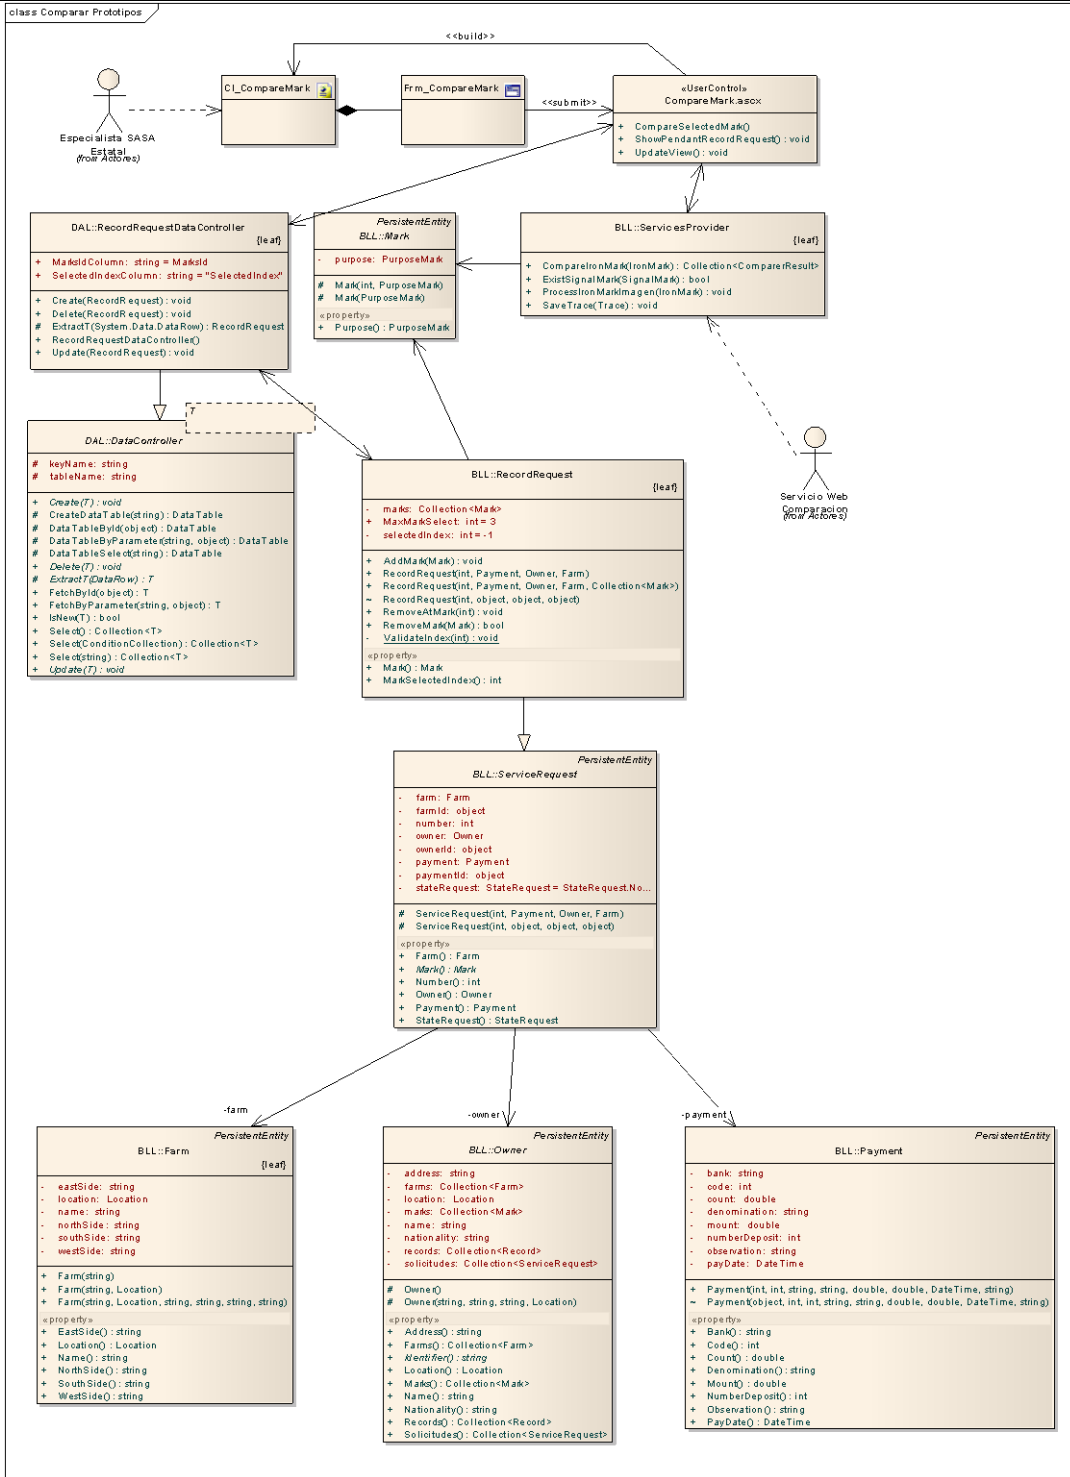 class Comparar Prototipos
<<build>>
Especialista SASA
Estatal
(from Actores)
CI_CompareMark
Frm_CompareMark
<<submit>>
«UserControl»
CompareMark.ascx
+ CompareSelectedMark()
+ ShowPendantRecordRequest() : void
+ UpdateView() : void
DAL::RecordRequestDataController
{leaf}
+ MarksIdColumn: string = MarksId
+ SelectedIndexColumn: string = "SelectedIndex"
+ Create(RecordRequest) : void
+ Delete(RecordRequest) : void
# ExtractT(System.Data.DataRow) : RecordRequest
+ RecordRequestDataController()
+ Update(RecordRequest) : void
PersistentEntity
BLL::Mark
- purpose: PurposeMark
# Mark(int, PurposeMark)
# Mark(PurposeMark)
«property»
+ Purpose() : PurposeMark
BLL::ServicesProvider
{leaf}
+ CompareIronMark(IronMark) : Collection<ComparerResult>
+ ExistSignalMark(SignalMark) : bool
+ ProcessIronMarkImagen(IronMark) : void
+ SaveTrace(Trace) : void
T
DAL::DataController
# keyName: string
# tableName: string
+ Create(T) : void
# CreateDataTable(string) : DataTable
# DataTableById(object) : DataTable
# DataTableByParameter(string, object) : DataTable
# DataTableSelect(string) : DataTable
+ Delete(T) : void
# ExtractT(DataRow) : T
+ FetchById(object) : T
+ FetchByParameter(string, object) : T
+ IsNew(T) : bool
+ Select() : Collection<T>
+ Select(ConditionCollection) : Collection<T>
+ Select(string) : Collection<T>
+ Update(T) : void
Servicio Web
Comparacion
(from Actores)
BLL::RecordRequest
{leaf}
- marks: Collection<Mark>
+ MaxMarkSelect: int = 3
- selectedIndex: int = -1
+ AddMark(Mark) : void
+ RecordRequest(int, Payment, Owner, Farm)
+ RecordRequest(int, Payment, Owner, Farm, Collection<Mark>)
~ RecordRequest(int, object, object, object)
+ RemoveAtMark(int) : void
+ RemoveMark(Mark) : bool
- ValidateIndex(int) : void
«property»
+ Mark() : Mark
+ MarkSelectedIndex() : int
PersistentEntity
BLL::ServiceRequest
- farm: Farm
- farmId: object
- number: int
- owner: Owner
- ownerId: object
- payment: Payment
- paymentId: object
- stateRequest: StateRequest = StateRequest.No...
# ServiceRequest(int, Payment, Owner, Farm)
# ServiceRequest(int, object, object, object)
«property»
+ Farm() : Farm
+ Mark() : Mark
+ Number() : int
+ Owner() : Owner
+ Payment() : Payment
+ StateRequest() : StateRequest
-farm
-owner
-payment
PersistentEntity
BLL::Farm
{leaf}
- eastSide: string
- location: Location
- name: string
- northSide: string
- southSide: string
- westSide: string
+ Farm(string)
+ Farm(string, Location)
+ Farm(string, Location, string, string, string, string)
«property»
+ EastSide() : string
+ Location() : Location
+ Name() : string
+ NorthSide() : string
+ SouthSide() : string
+ WestSide() : string
PersistentEntity
BLL::Owner
- address: string
- farms: Collection<Farm>
- location: Location
- marks: Collection<Mark>
- name: string
- nationality: string
- records: Collection<Record>
- solicitudes: Collection<ServiceRequest>
# Owner()
# Owner(string, string, string, Location)
«property»
+ Address() : string
+ Farms() : Collection<Farm>
+ Identifier() : string
+ Location() : Location
+ Marks() : Collection<Mark>
+ Name() : string
+ Nationality() : string
+ Records() : Collection<Record>
+ Solicitudes() : Collection<ServiceRequest>
PersistentEntity
BLL::Payment
- bank: string
- code: int
- count: double
- denomination: string
- mount: double
- numberDeposit: int
- observation: string
- payDate: DateTime
+ Payment(int, int, string, string, double, double, DateTime, string)
~ Payment(object, int, int, string, string, double, double, DateTime, string)
«property»
+ Bank() : string
+ Code() : int
+ Count() : double
+ Denomination() : string
+ Mount() : double
+ NumberDeposit() : int
+ Observation() : string
+ PayDate() : DateTime